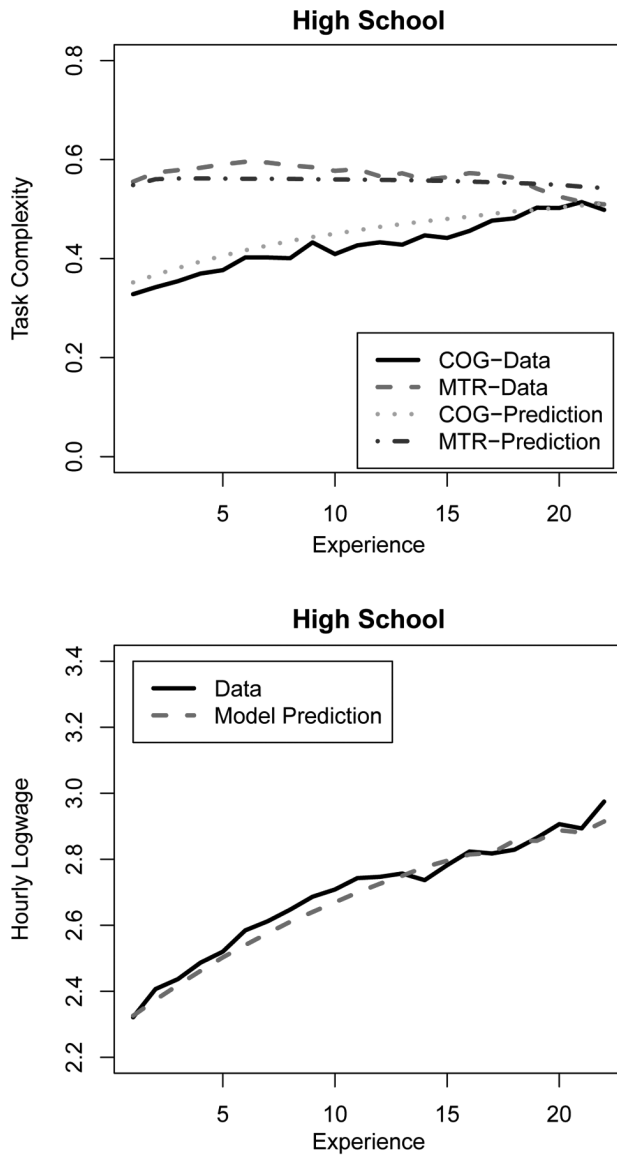 High School
Task Complexity
0.8
0.6
0.4
0.2
0.0
COG−Data
MTR−Data
COG−Prediction
MTR−Prediction
5 10 15 20
Experience
High School
Hourly Logwage
3.4
3.2
3.0
2.8
2.6
2.4
2.2
Data
Model Prediction
5 10 15 20
Experience